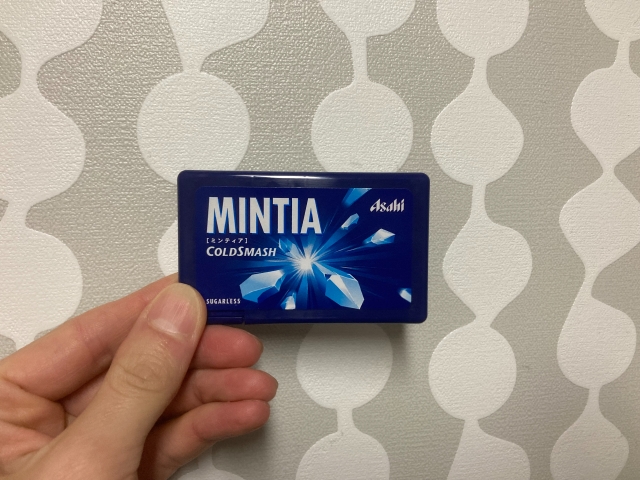 MINTIA
Asahi
[ミンティア]
COLDSMASH
SUGARLESS